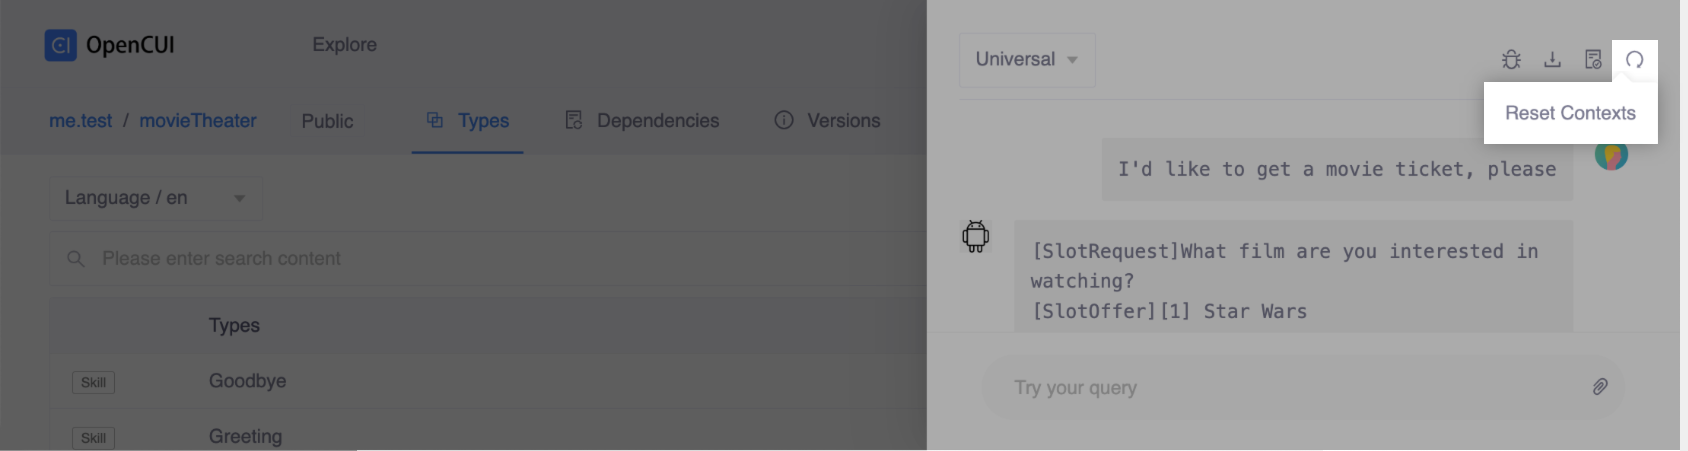 OpenCUI
Explore
me.test / movieTheater
Public
Types
Dependencies
Versions
Language / en
Please enter search content
Types
Skill
Goodbye
Skill
Greeting
Universal
Reset Contexts
I'd like to get a movie ticket, please
[SlotRequest]What film are you interested in
watching?
[SlotOffer][1] Star Wars
Try your query